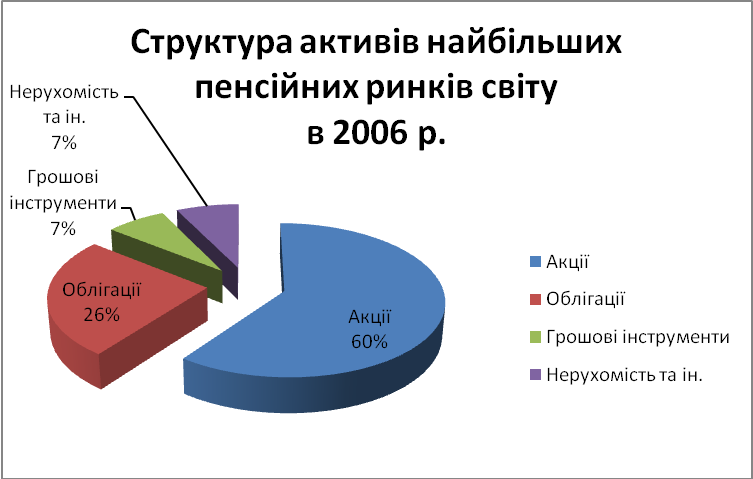 Структура активів найбільших
пенсійних ринків світу
в 2006 р.
Нерухомість
та ін.
7%
Грошові
інструменти
7%
Облігації
26%
Акції
60%
Акції
Облігації
Грошові інструменти
Нерухомість та ін.